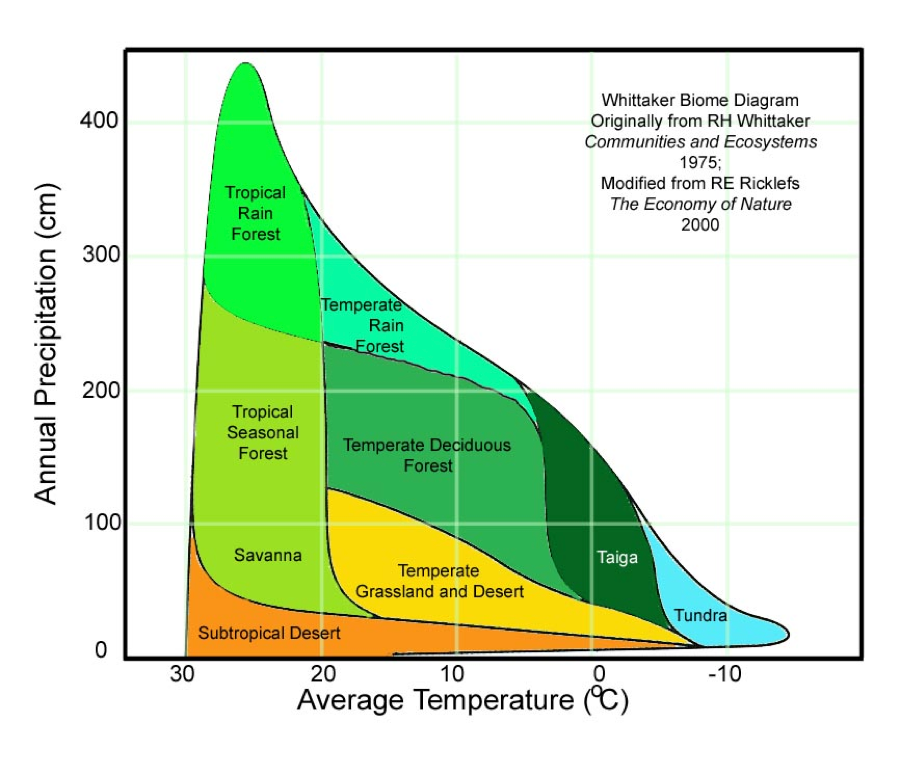 Whittaker Biome Diagram
Originally from RH Whittaker
Communities and Ecosystems
1975;
Modified from RE Ricklefs
The Economy of Nature
2000
Annual Precipitation (cm)
400
300
200
100
0
Tropical
Rain
Forest
Temperate
Rain
Forest
Tropical
Seasonal
Forest
Temperate Deciduous
Forest
Savanna
Temperate
Grassland and Desert
Taiga
Tundra
Subtropical Desert
30 20 10 0 -10
Average Temperature (°C)